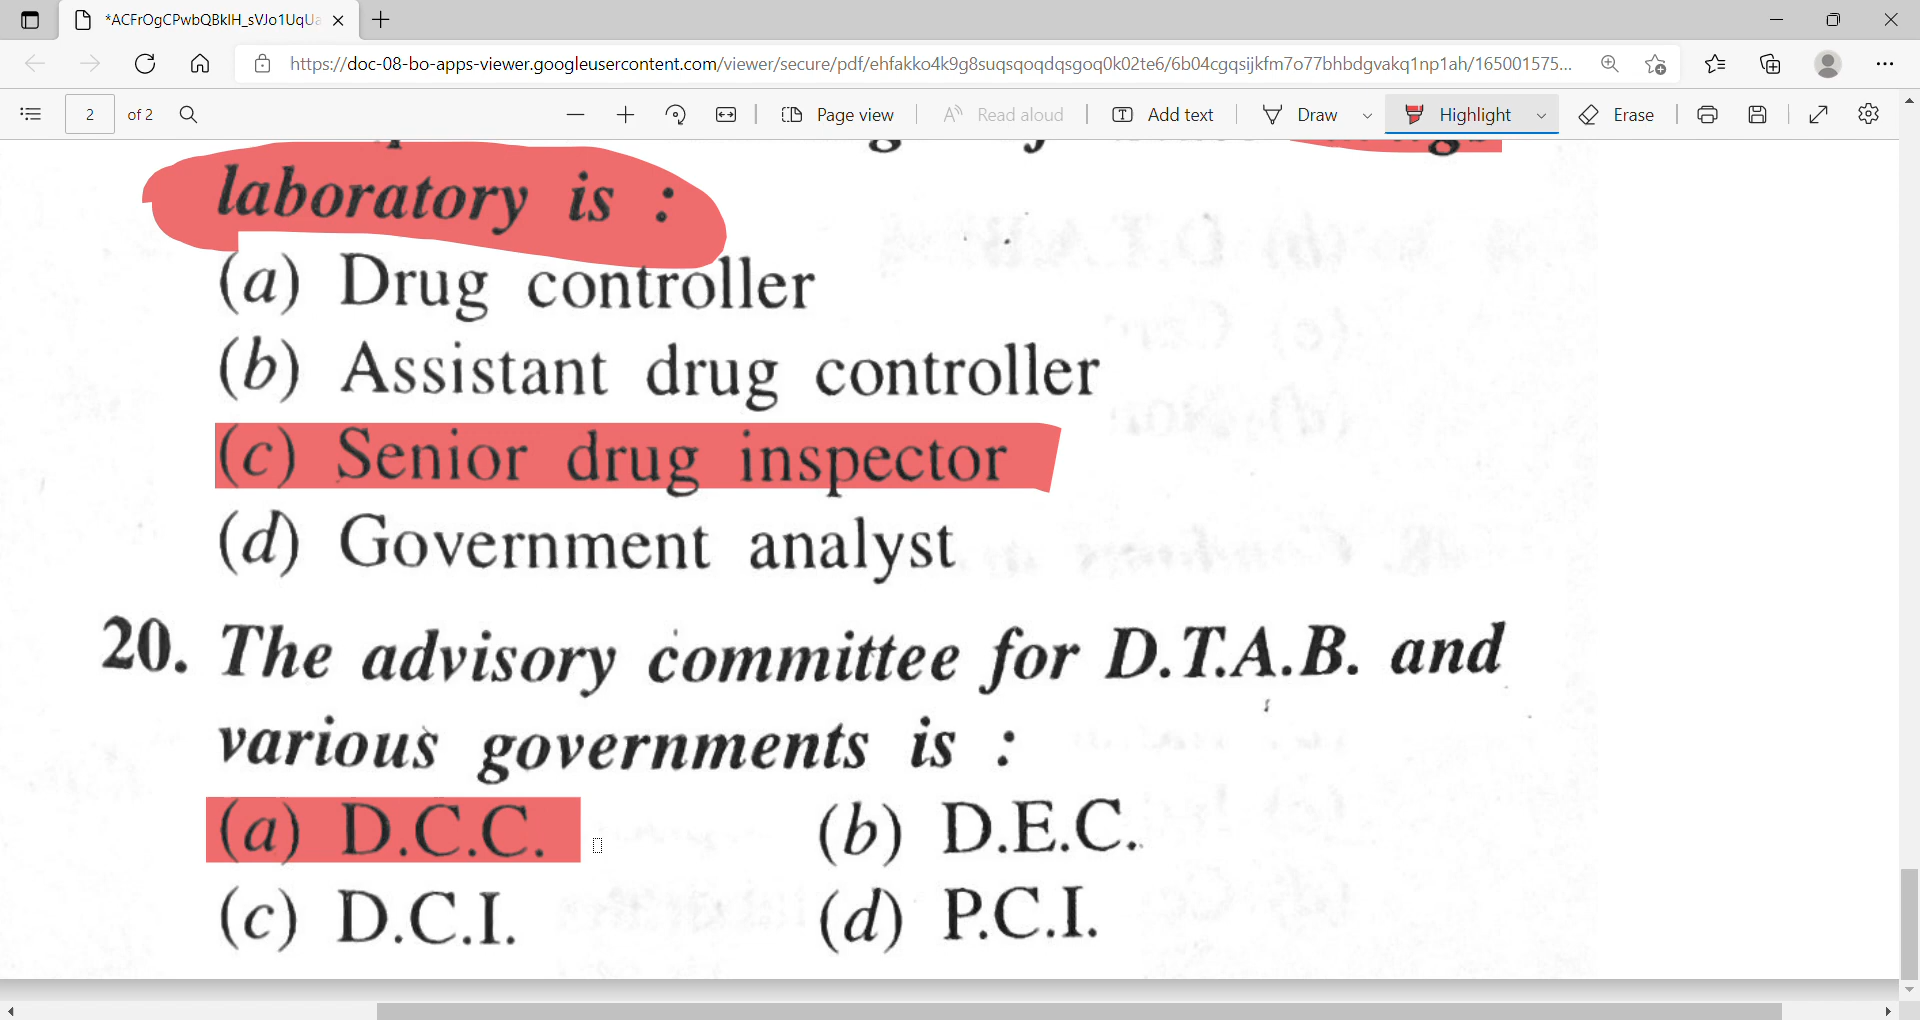 *ACFrOgCPwbQBkIH_sVJo1UqUa
https://doc-08-bo-apps-viewer.googleusercontent.com/viewer/secure/pdf/ehfakko4k9g8suqsqoqdqsgoq0k02te6/6b04cgqsijkfm7o77bhbdgvakq1np1ah/165001575...
2 of 2 Page view Read aloud Add text Draw Highlight Erase
laboratory is :
(a) Drug controller
(b) Assistant drug controller
(c) Senior drug inspector
(d) Government analyst
20. The advisory committee for D.T.A.B. and
various governments is :
(a) D.C.C. (b) D.E.C.
(c) D.C.I. (d) P.C.I.